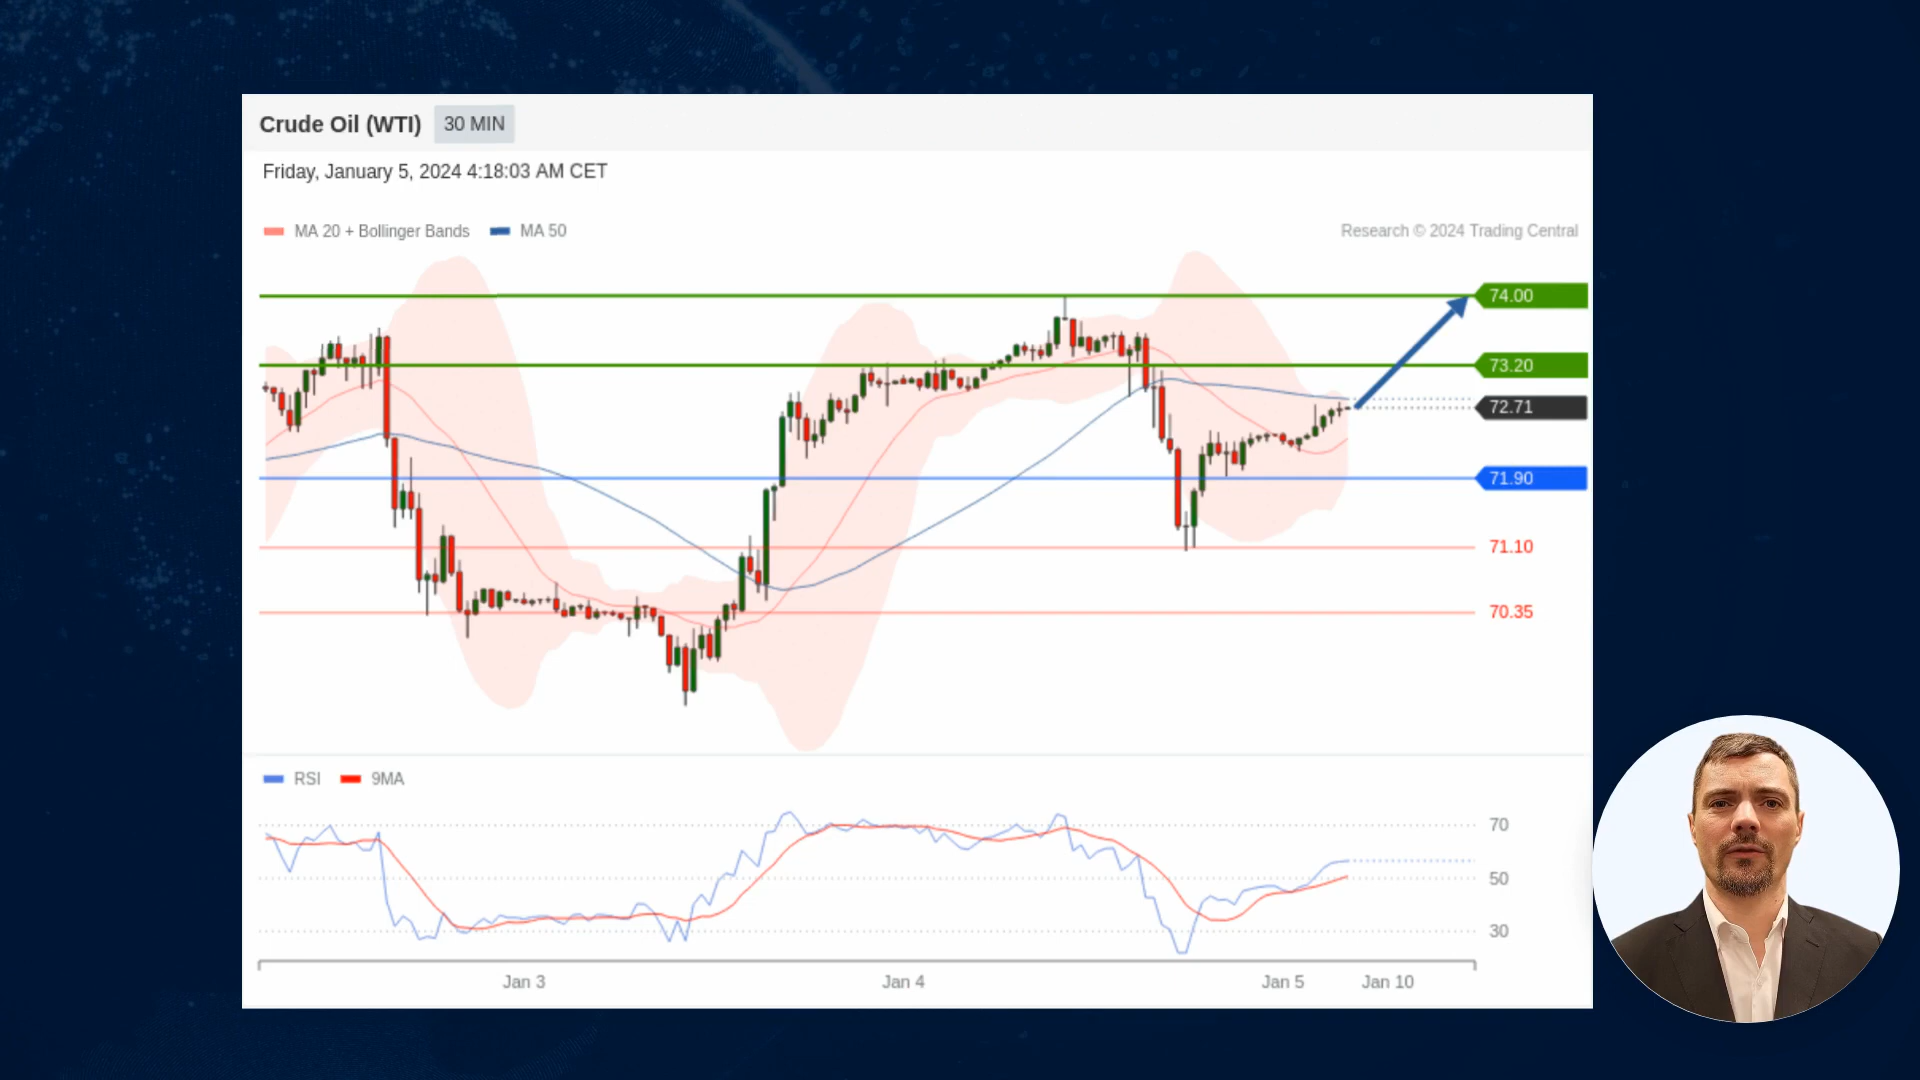 Crude Oil (WTI) 30 MIN
Friday, January 5, 2024 4:18:03 AM CET
MA 20 + Bollinger Bands MA 50 Research © 2024 Trading Central
74.00
73.20
72.71
71.90
71.10
70.35
RSI 9MA
70
50
30
Jan 3 Jan 4 Jan 5 Jan 10